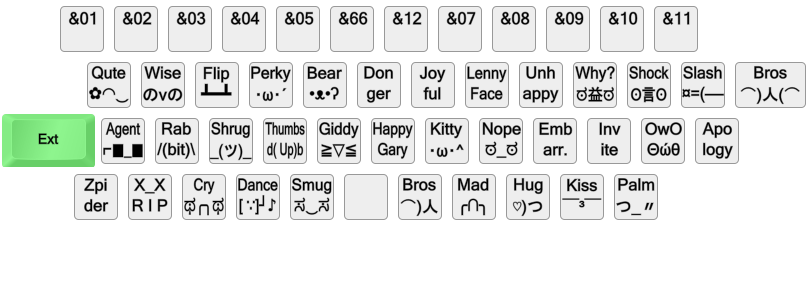 &01 &02 &03 &04 &05 &66 &12 &07 &08 &09 &10 &11
Qute Wise Flip Perky Bear Don Joy Lenny Unh Why? Shock Slash Bros
✿◠‿ のvの ┻━┻ ･ω･´ •ᴥ•ʔ ger ful Face appy ಠ益ಠ ʘ言ʘ ¤=(— ⌒)人(⌒
Ext
Agent Rab Shrug Thumbs Giddy Happy Kitty Nope Emb Inv OwO Apo
⌐■_■ /(bit)\ _(ツ)_ d( Up)b ≧▽≦ Gary ･ω･^ ಠ_ಠ arr. ite Θώθ logy
Zpi X_X Cry Dance Smug Bros Mad Hug Kiss Palm
der R I P ಥ╭╮ಥ [ ∵]┘♪ ಸ‿ಸ ⌒)人 ╭∩╮ ♡)つ ￣³￣ つ_〃